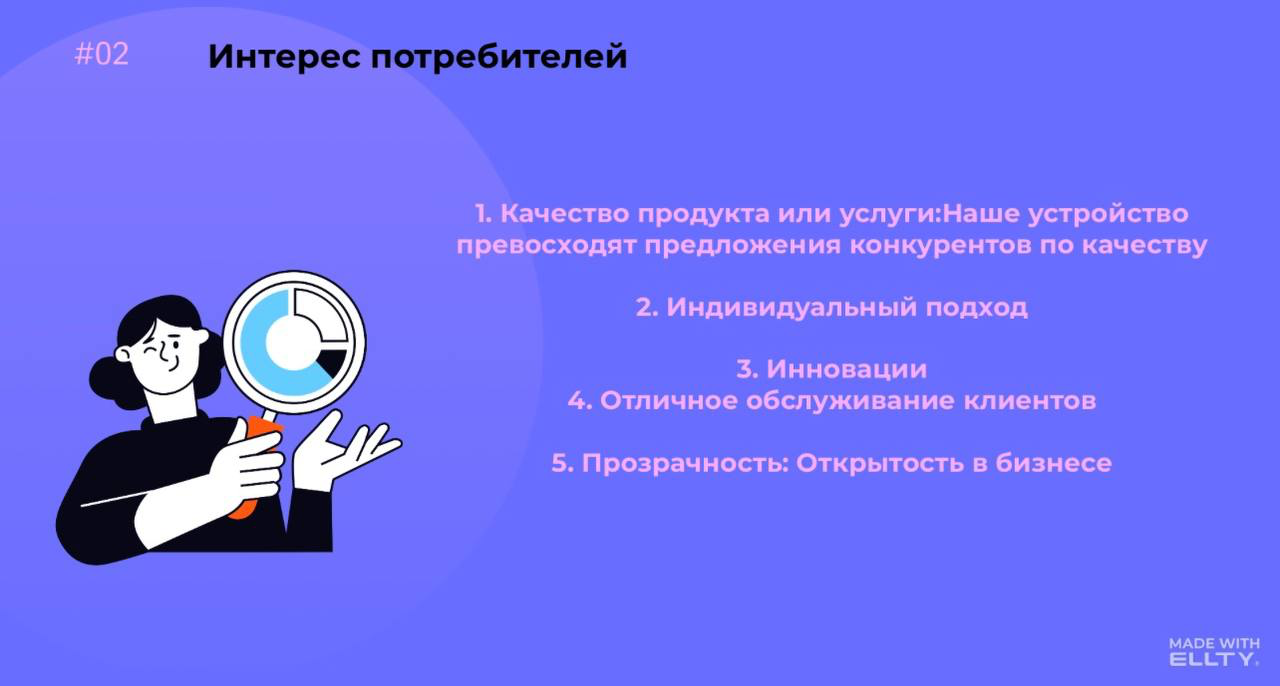 #02
Интерес потребителей
1. Качество продукта или услуги:Наше устройство
превосходят предложения конкурентов по качеству
2. Индивидуальный подход
3. Инновации
4. Отличное обслуживание клиентов
5. Прозрачность: Открытость в бизнесе
MADE WITH
ELLTY